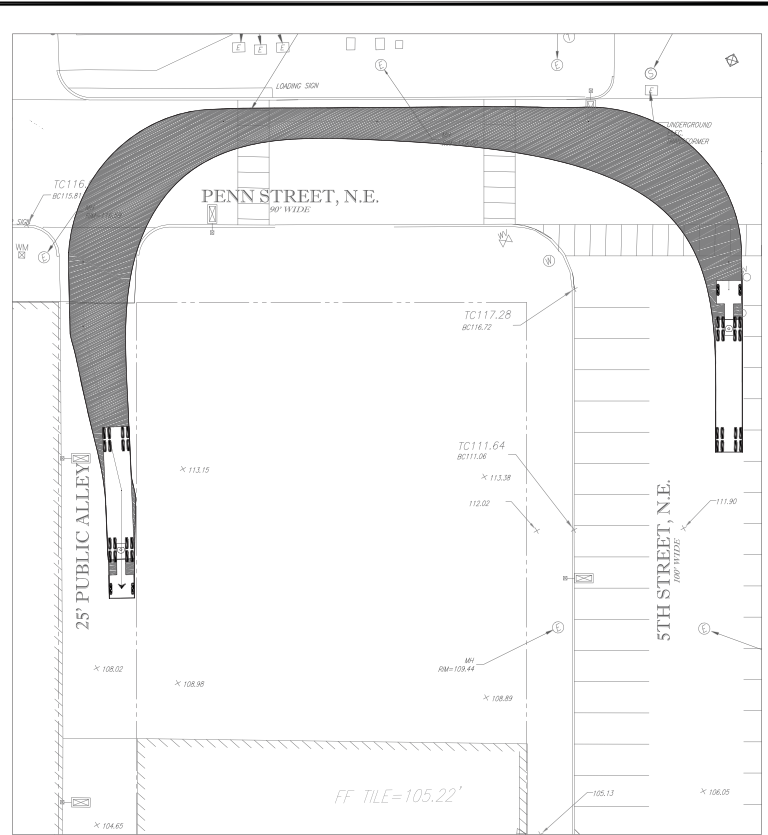 E
E
E
E
E
LOADING SIGN
S
E
UNDERGROUND
TC116.
BC115.81
SIGN
PENN STREET, N.E.
90' WIDE
WM
E
W
TC117.28
BC116.72
TC111.64
BC111.06
113.15
113.38
112.02
111.90
25' PUBLIC ALLEY
5TH STREET, N.E.
100' WIDE
E
E
MH
RIM=109.44
108.02
108.98
108.89
FF TILE=105.22'
105.13
106.05
104.65